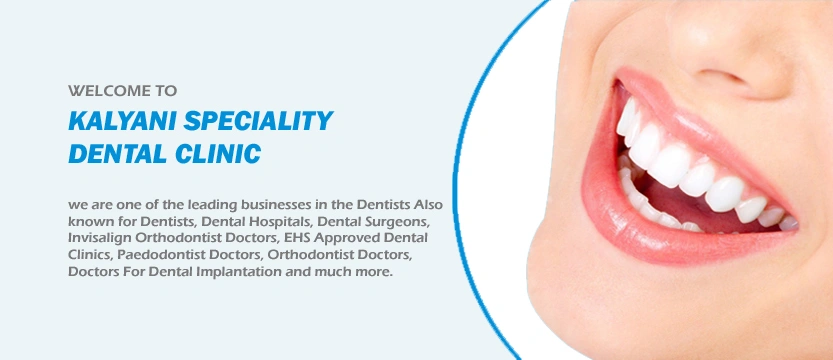 WELCOME TO
KALYANI SPECIALITY
DENTAL CLINIC
we are one of the leading businesses in the Dentists Also
known for Dentists, Dental Hospitals, Dental Surgeons,
Invisalign Orthodontist Doctors, EHS Approved Dental
Clinics, Paedodontist Doctors, Orthodontist Doctors,
Doctors For Dental Implantation and much more.